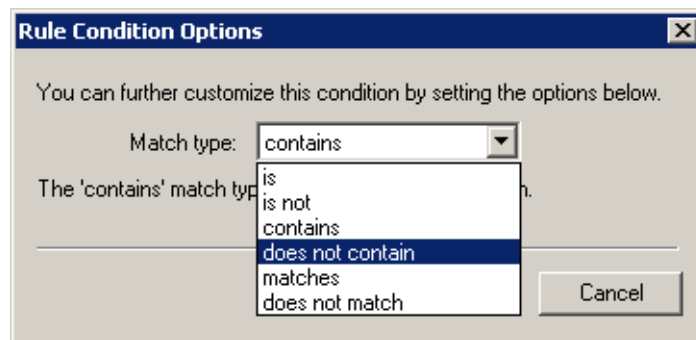 Rule Condition Options
You can further customize this condition by setting the options below.
Match type: contains
The 'contains' match
is
is not
contains
does not contain
matches
does not match
Cancel